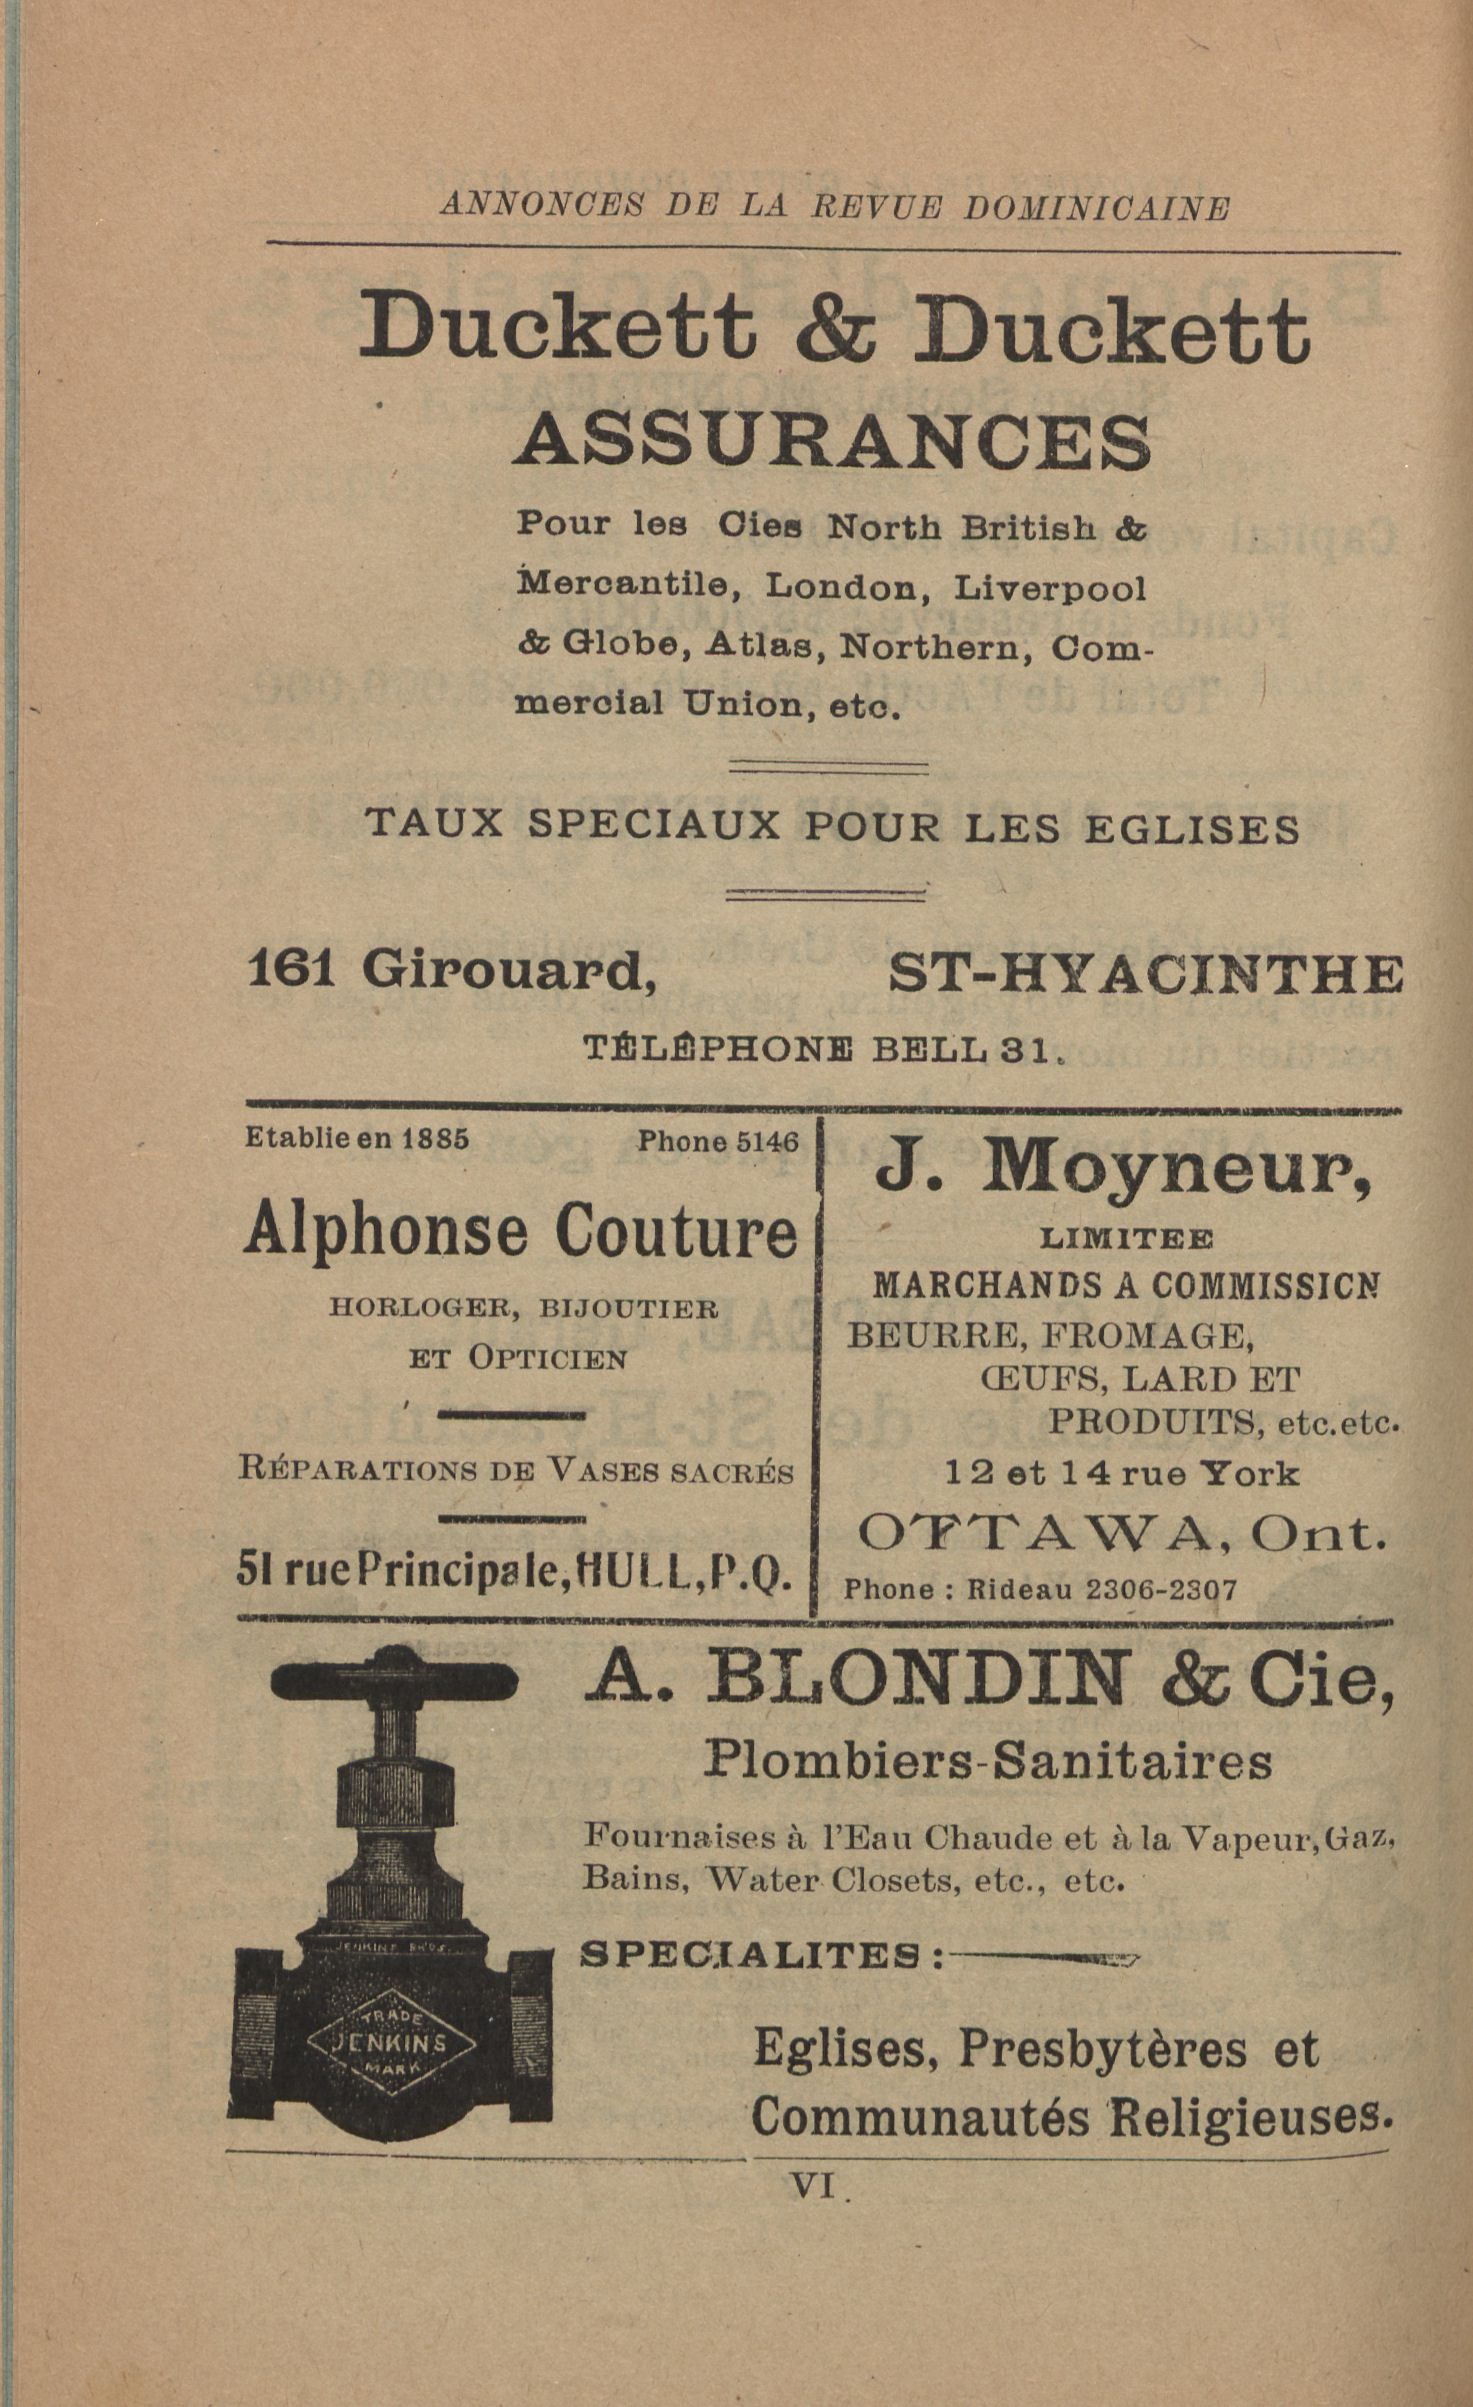 ANNONCES DE LA REVUE DOMINICAINE
Duckett & Duckett
ASSURANCES
Pour les Cies North British &
Mercantile, London, Liverpool
& Globe, Atlas, Northern, Com-
mercial Union, etc.
TAUX SPECIAUX POUR LES EGLISES
161 Girouard, ST-HYACINTHE
TÉLÉPHONE BELL 31.
Etablie en 1885 Phone 5146
Alphonse Couture
HORLOGER, BIJOUTIER
ET OPTICIEN
RÉPARATIONS DE VASES SACRÉS
51 rue Principale, HULL, P.Q.
J. Moyneur,
LIMITEE
MARCHANDS A COMMISSION
BEURRE, FROMAGE,
ŒUFS, LARD ET
PRODUITS, etc. etc.
12 et 14 rue York
OTTAWA, Ont.
Phone : Rideau 2306-2307
A. BLONDIN & Cie,
Plombiers-Sanitaires
Fournaises à l'Eau Chaude et à la Vapeur, Gaz,
Bains, Water Closets, etc., etc.
SPECIALITES :
Eglises, Presbytères et
Communautés Religieuses.
JENKINS BROS.
TRADE
JENKINS
MARK
VI.